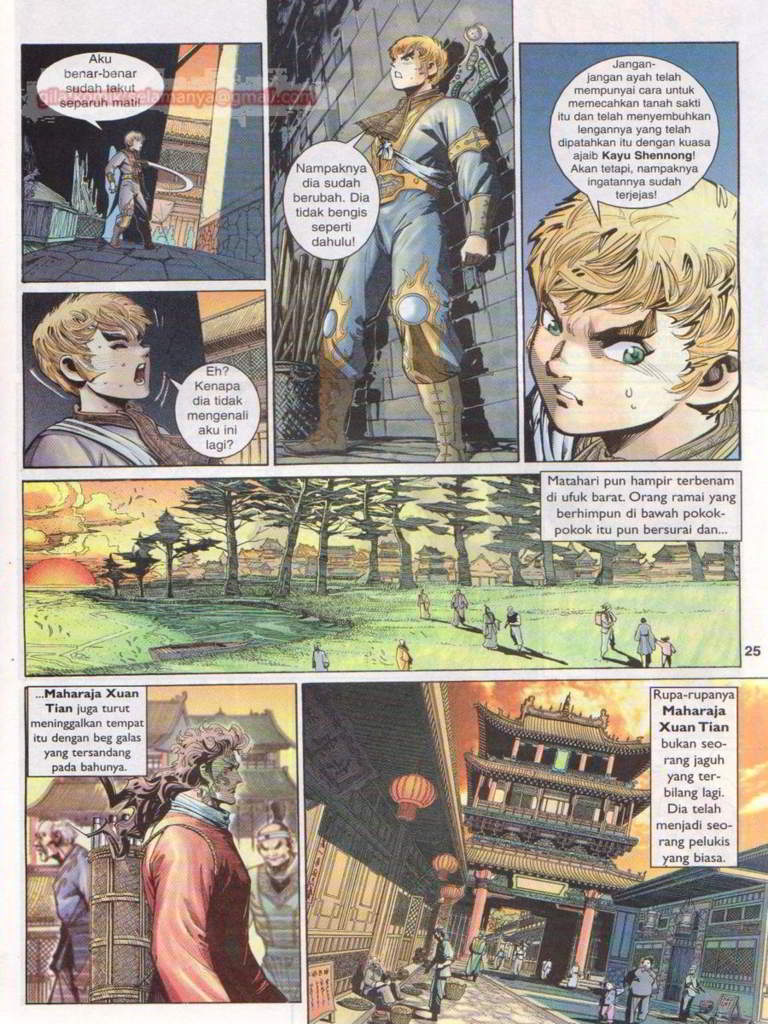 Aku
benar-benar
sudah takut
separuh mati!
Nampaknya
dia sudah
berubah. Dia
tidak bengis
seperti
dahulu!
Jangan-
jangan ayah telah
mempunyai cara untuk
memecahkan tanah sakti
itu dan telah menyembuhkan
lengannya yang telah
dipatahkan itu dengan kuasa
ajaib Kayu Shennong!
Akan tetapi, nampaknya
ingatannya sudah
terjejas!
Eh?
Kenapa
dia tidak
mengenali
aku ini
lagi?
Matahari pun hampir terbenam
di ufuk barat. Orang ramai yang
berhimpun di bawah pokok-
pokok itu pun bersurai dan...
25
...Maharaja Xuan
Tian juga turut
meninggalkan tempat
itu dengan beg galas
yang tersandang
pada bahunya.
Rupa-rupanya
Maharaja
Xuan Tian
bukan seo-
rang jaguh
yang ter-
bilang lagi.
Dia telah
menjadi seo-
rang pelukis
yang biasa.